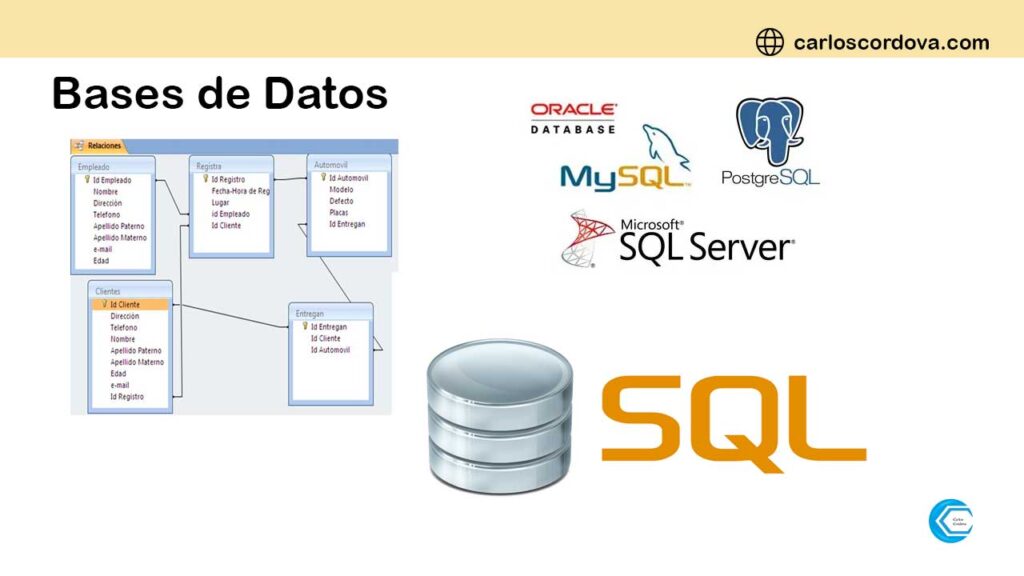 carloscordova.com
Bases de Datos
Relaciones
Empleado
Id Empleado
Nombre
Dirección
Telefono
Apellido Paterno
Apellido Materno
e-mail
Edad
Registra
Id Registro
Fecha-Hora de Reg
Lugar
id Empleado
Id Cliente
Automovil
Id Automovil
Modelo
Defecto
Placas
Id Entregan
Clientes
Id Cliente
Dirección
Telefono
Nombre
Apellido Paterno
Apellido Materno
Edad
e-mail
Id Registro
Entregan
Id Entregan
Id Cliente
Id Automovil
ORACLE®
DATABASE
MySQL™
PostgreSQL
Microsoft®
SQL Server®
SQL
Carlos
Cordova